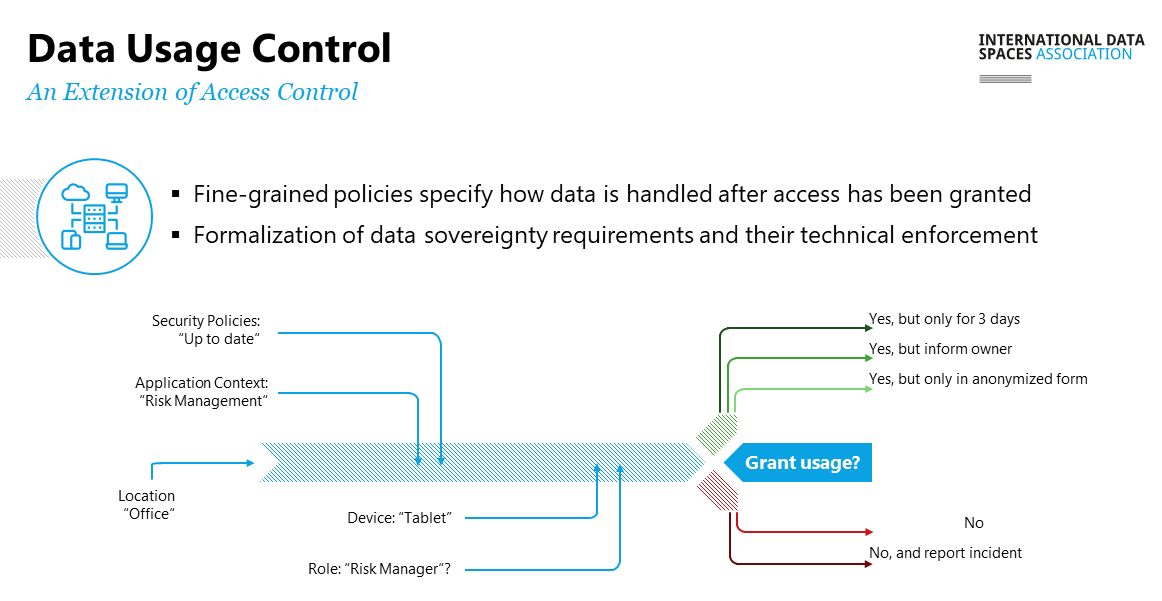 Data Usage Control
An Extension of Access Control
INTERNATIONAL DATA
SPACES ASSOCIATION
▪ Fine-grained policies specify how data is handled after access has been granted
▪ Formalization of data sovereignty requirements and their technical enforcement
Security Policies:
“Up to date“
Application Context:
“Risk Management“
Location
“Office“
Device: “Tablet”
Role: “Risk Manager“?
Yes, but only for 3 days
Yes, but inform owner
Yes, but only in anonymized form
Grant usage?
No
No, and report incident